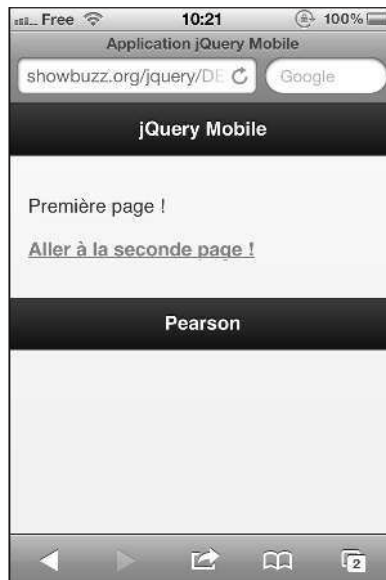 Free 10:21 100%
Application jQuery Mobile
showbuzz.org/jquery/DE Google
jQuery Mobile
Première page !
Aller à la seconde page !
Pearson
2